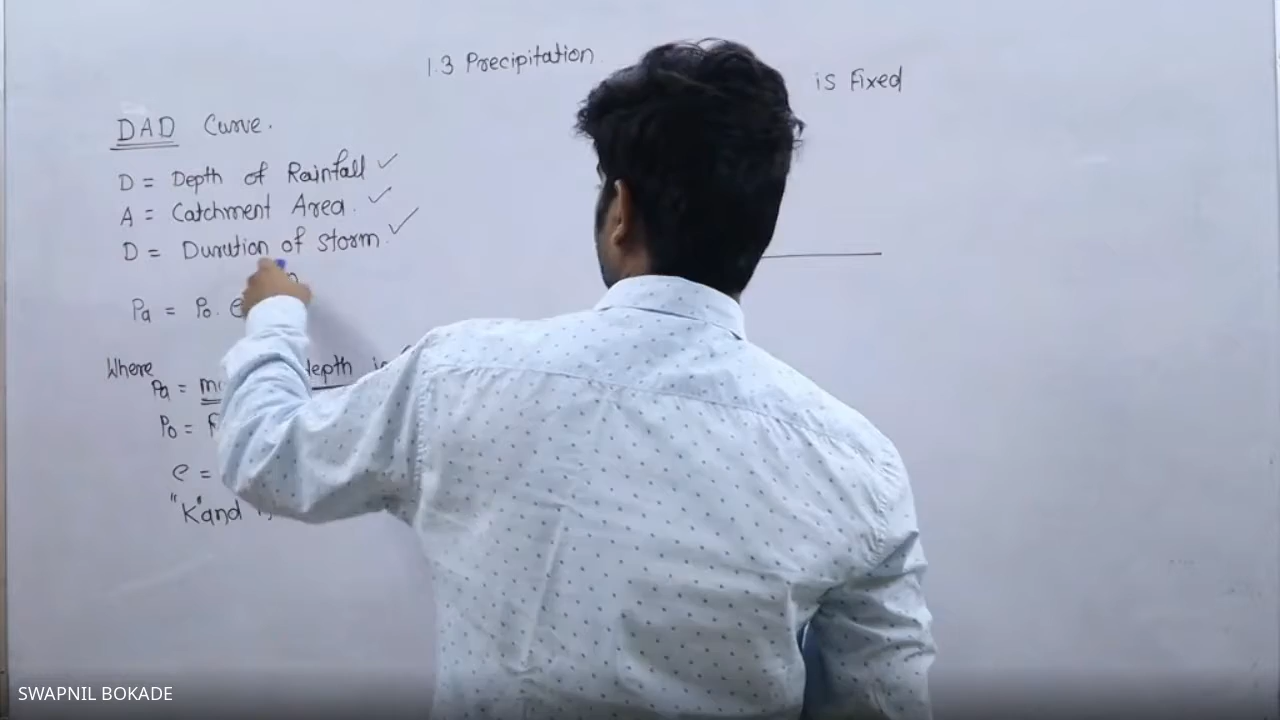 1.3 Precipitation
is Fixed
DAD Curve.
D = Depth of Rainfall ✓
A = Catchment Area. ✓
D = Duration of Storm. ✓
Pa = Po. e
Where
Pa = depth
Po =
e =
"K" and
SWAPNIL BOKADE